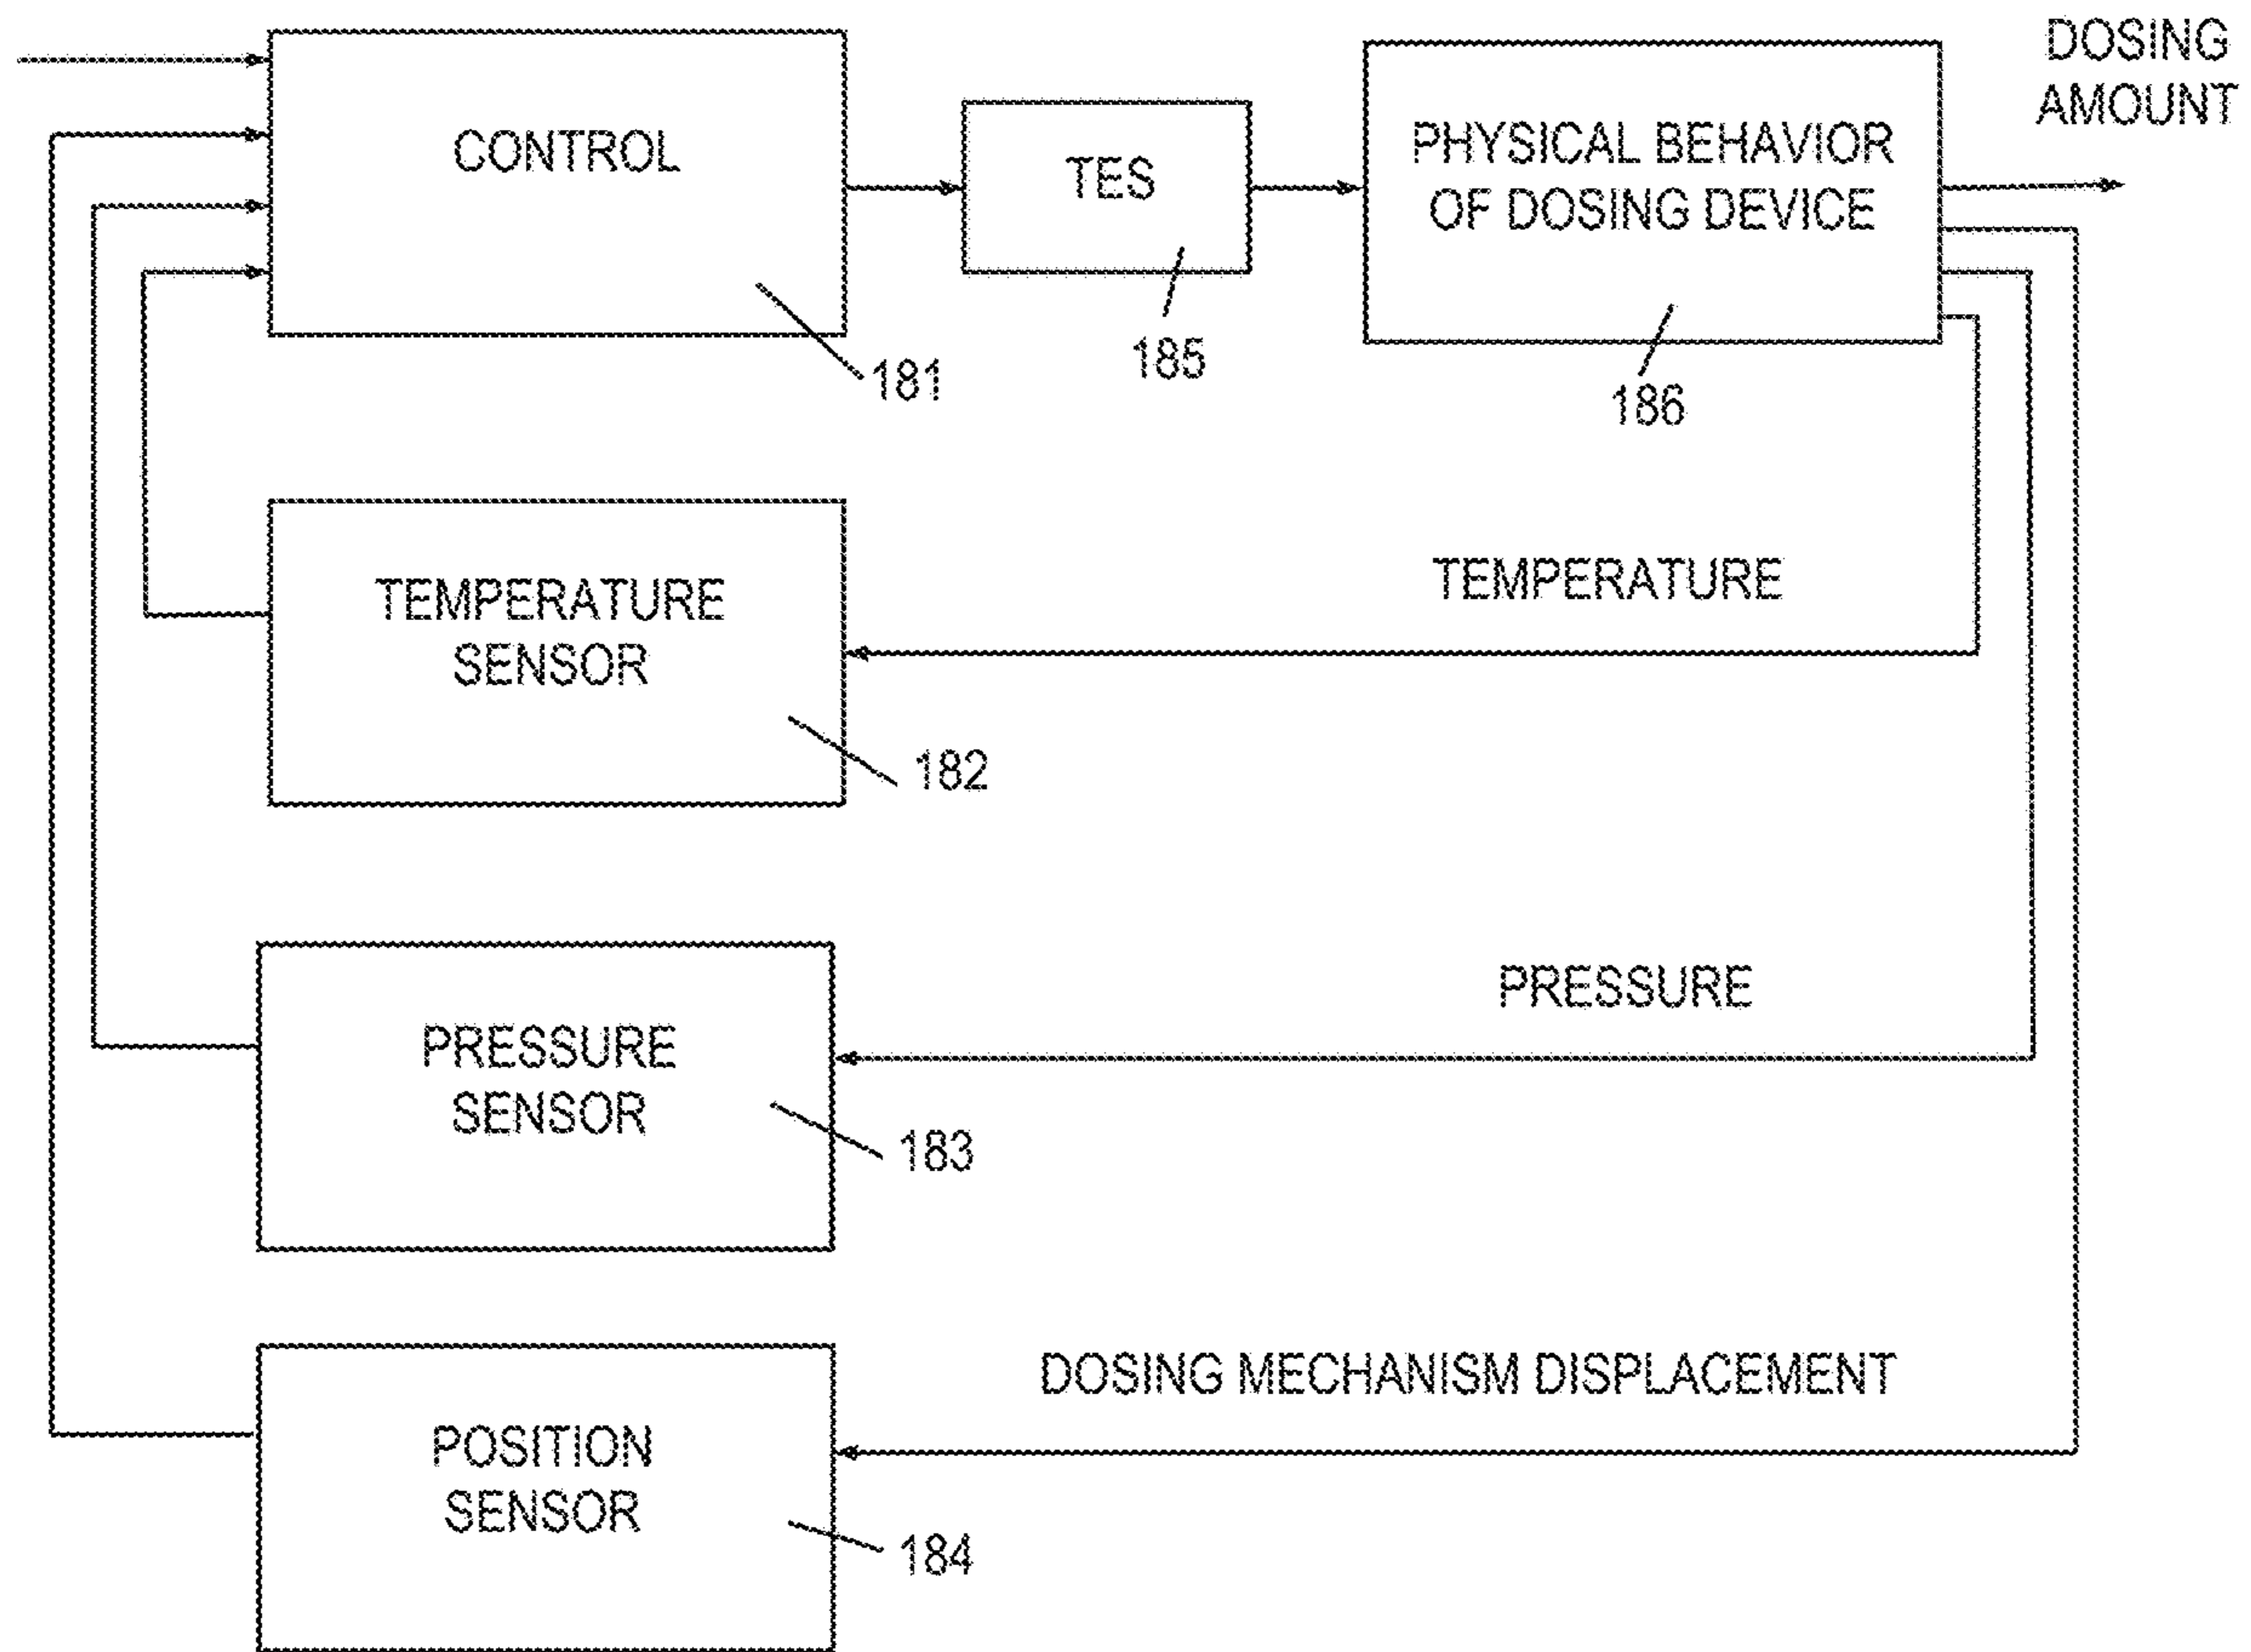 DOSING
AMOUNT
CONTROL
TES
PHYSICAL BEHAVIOR
OF DOSING DEVICE
181
185
186
TEMPERATURE
SENSOR
TEMPERATURE
182
PRESSURE
SENSOR
PRESSURE
183
DOSING MECHANISM DISPLACEMENT
POSITION
SENSOR
184